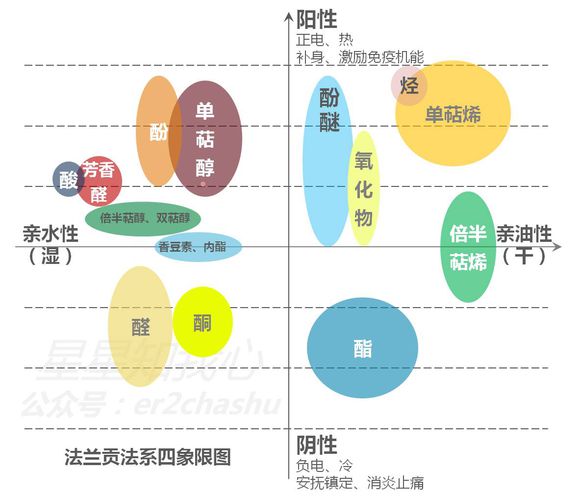 阳性
正电、热
补身、激励免疫机能
烃
单萜烯
酚
单
萜
醇
酚
醚
氧
化
物
酸
芳香
醛
倍半萜醇、双萜醇
亲水性
（湿）
香豆素、内酯
倍半
萜烯
亲油性
（干）
醛
酮
酯
星星知我心
公众号：er2chashu
法兰贡法系四象限图
阴性
负电、冷
安抚镇定、消炎止痛